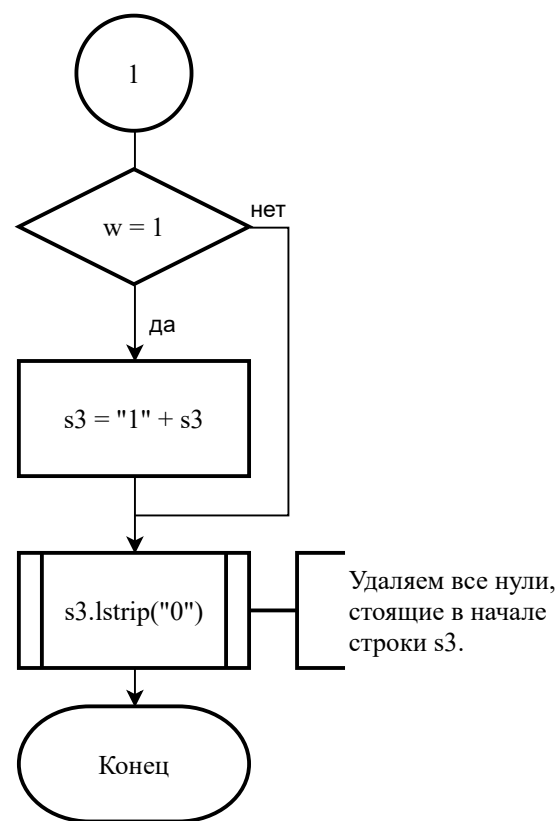 1
w = 1
нет
да
s3 = "1" + s3
s3.lstrip("0")
Удаляем все нули,
стоящие в начале
строки s3.
Конец